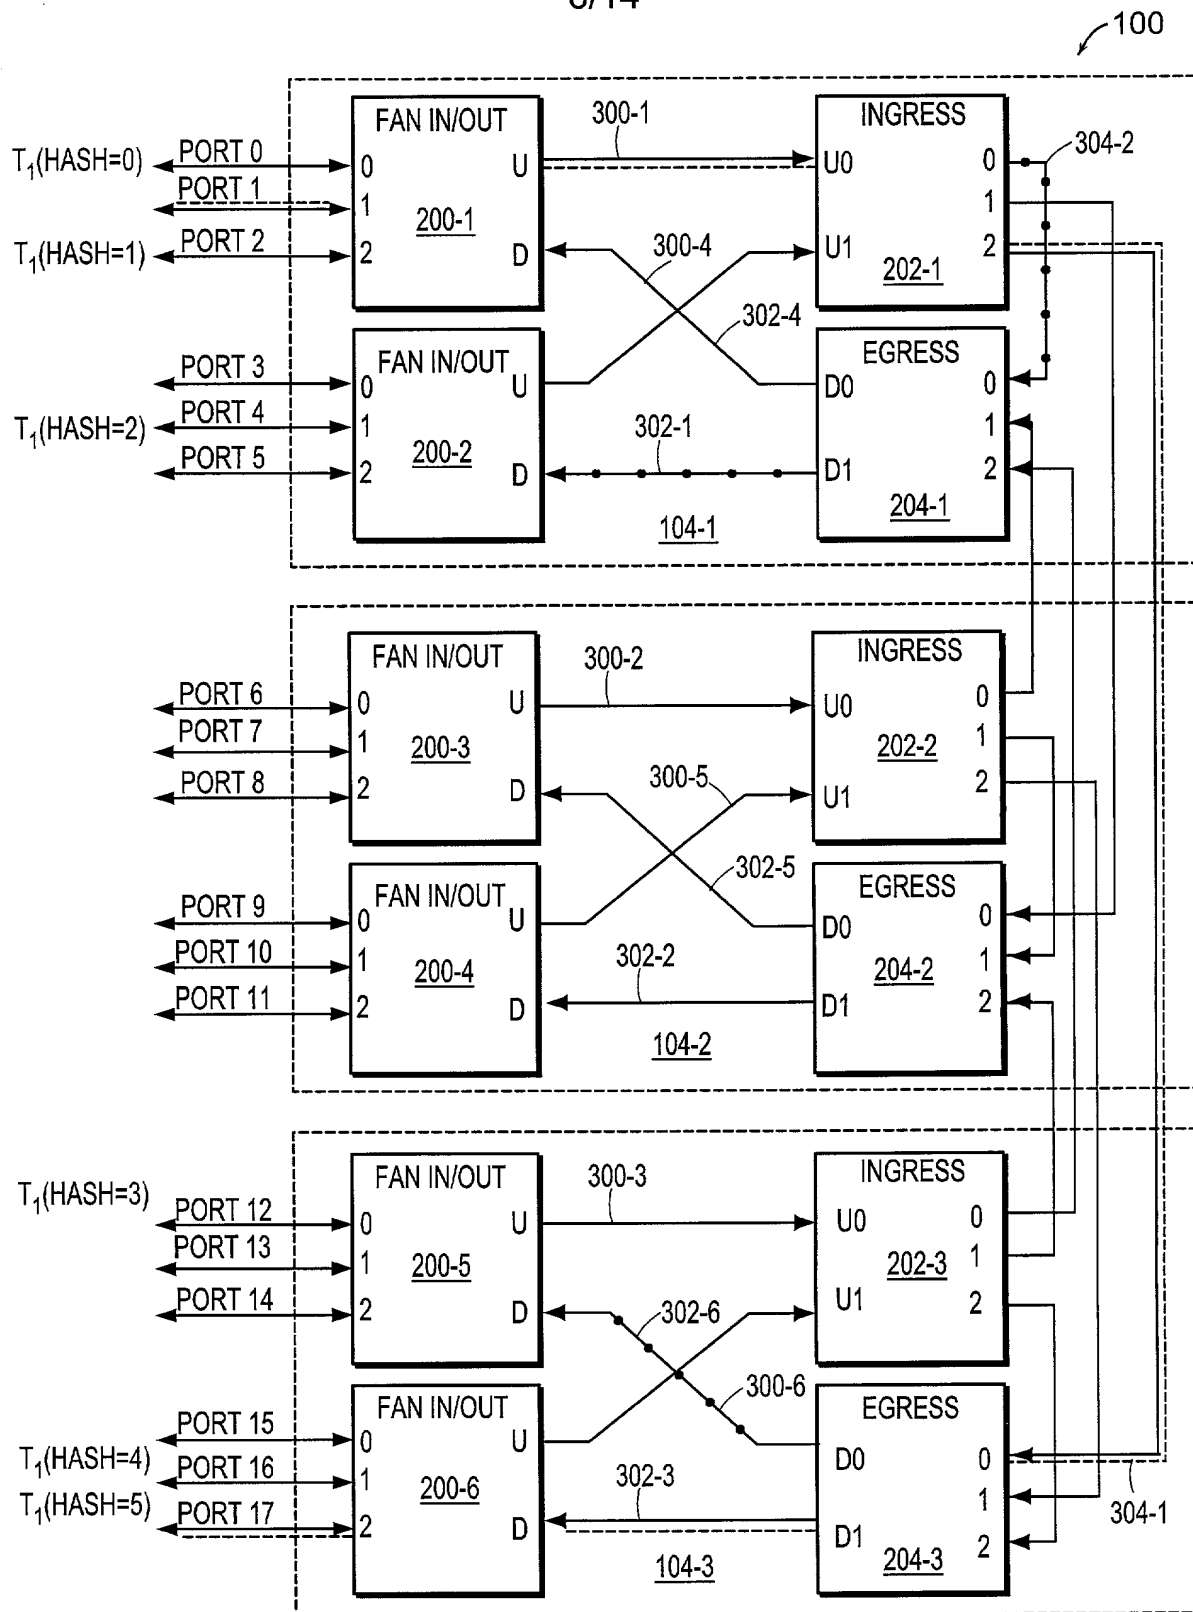 100
FAN IN/OUT
300-1
INGRESS
304-2
T1(HASH=0)
PORT 0
0
U
U0
0
PORT 1
1
200-1
1
T1(HASH=1)
PORT 2
2
D
300-4
U1
202-1
2
302-4
FAN IN/OUT
EGRESS
PORT 3
0
U
D0
0
T1(HASH=2)
PORT 4
1
302-1
1
PORT 5
200-2
2
D
D1
2
204-1
104-1
FAN IN/OUT
300-2
INGRESS
PORT 6
0
U
U0
0
PORT 7
1
200-3
202-2
1
PORT 8
2
D
300-5
U1
2
302-5
FAN IN/OUT
EGRESS
PORT 9
0
U
D0
0
PORT 10
1
200-4
302-2
204-2
1
PORT 11
2
D
D1
2
104-2
T1(HASH=3)
FAN IN/OUT
300-3
INGRESS
PORT 12
0
U
U0
0
PORT 13
1
200-5
202-3
1
PORT 14
2
D
302-6
U1
2
300-6
FAN IN/OUT
EGRESS
PORT 15
0
U
D0
0
T1(HASH=4)
PORT 16
1
200-6
302-3
1
304-1
T1(HASH=5)
PORT 17
2
D
D1
2
104-3
204-3